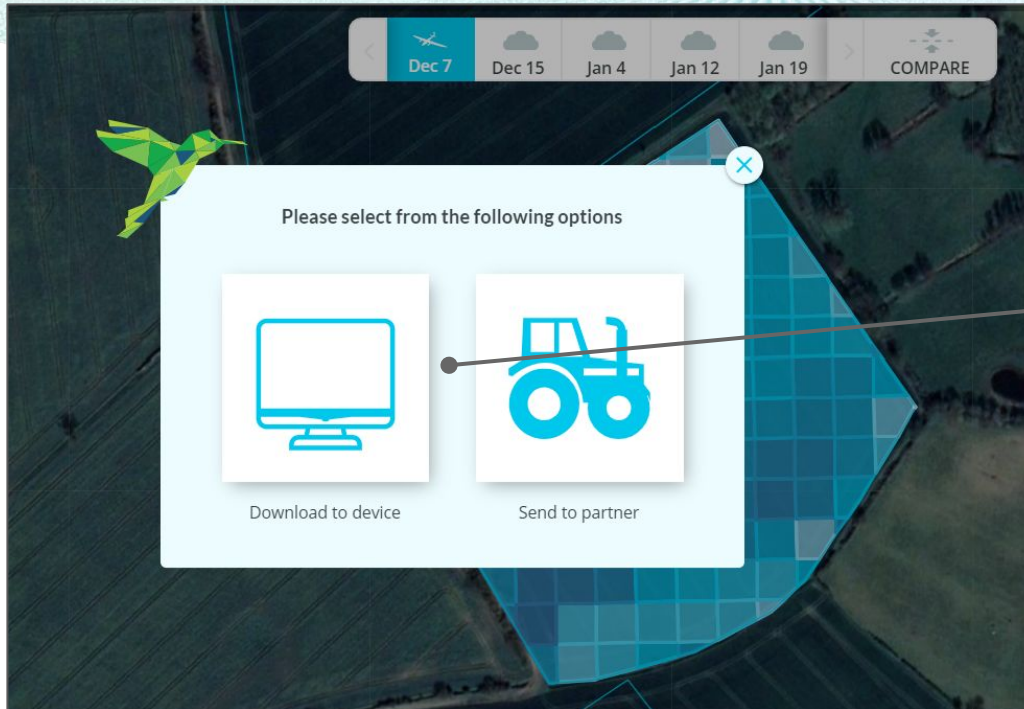 Dec 7
Dec 15
Jan 4
Jan 12
Jan 19
COMPARE
Please select from the following options
Download to device
Send to partner